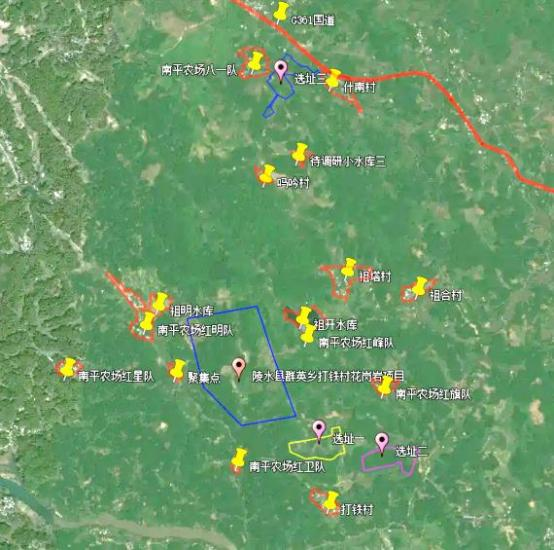 G361国道
南平农场八一队
选址三
什南村
待调研小水库三
吗吟村
祖塔村
祖合村
祖明水库
南平农场红明队
祖开水库
南平农场红峰队
南平农场红星队
聚集点
陵水县群英乡打铁村花岗岩项目
南平农场红旗队
选址一
选址二
南平农场红卫队
打铁村